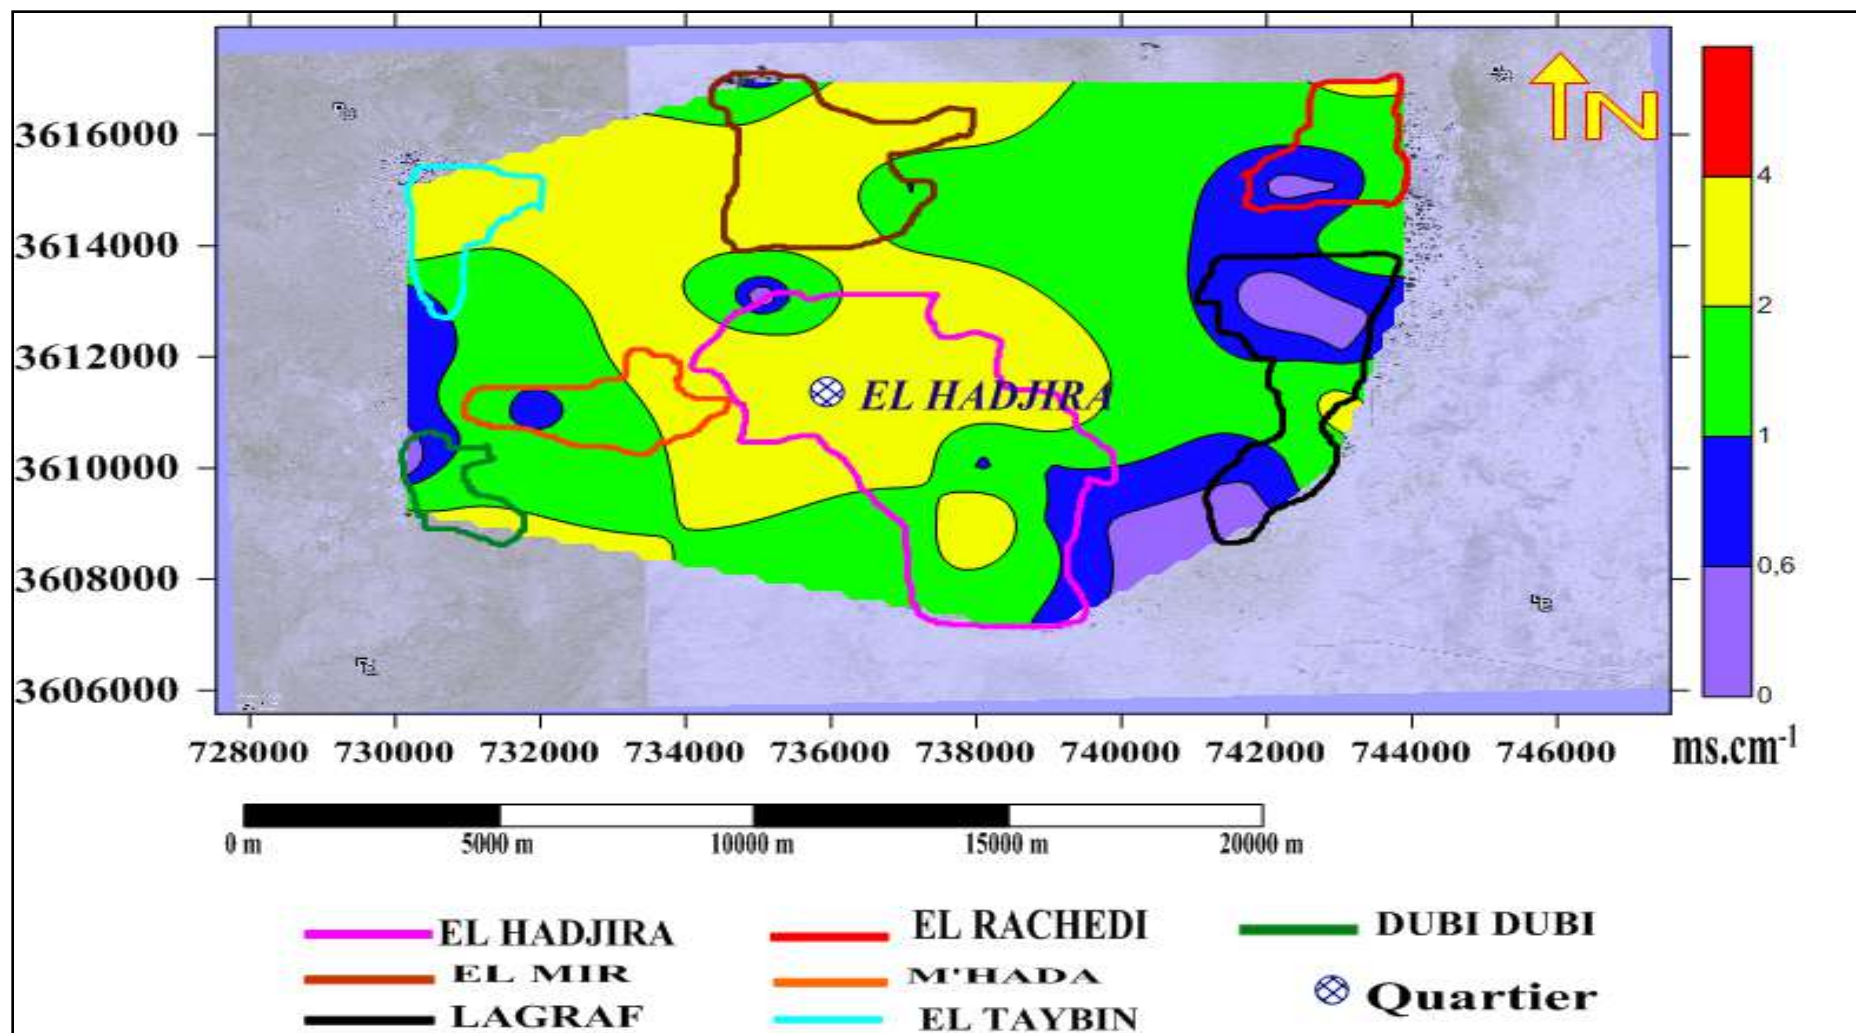 N
3616000
3614000
3612000
3610000
3608000
3606000
EL HADJIRA
4
2
1
0,6
0
728000 730000 732000 734000 736000 738000 740000 742000 744000 746000 ms.cm-1
0 m 5000 m 10000 m 15000 m 20000 m
EL HADJIRA EL RACHEDI DUBI DUBI
EL MIR M'HADA Quartier
LAGRAF EL TAYBIN